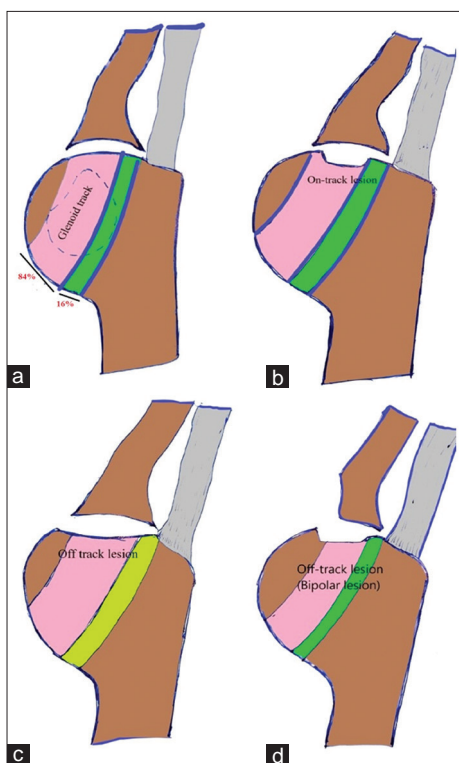 Glenoid track
84%
16%
a
On-track lesion
b
Off track lesion
c
Off-track lesion
(Bipolar lesion)
d